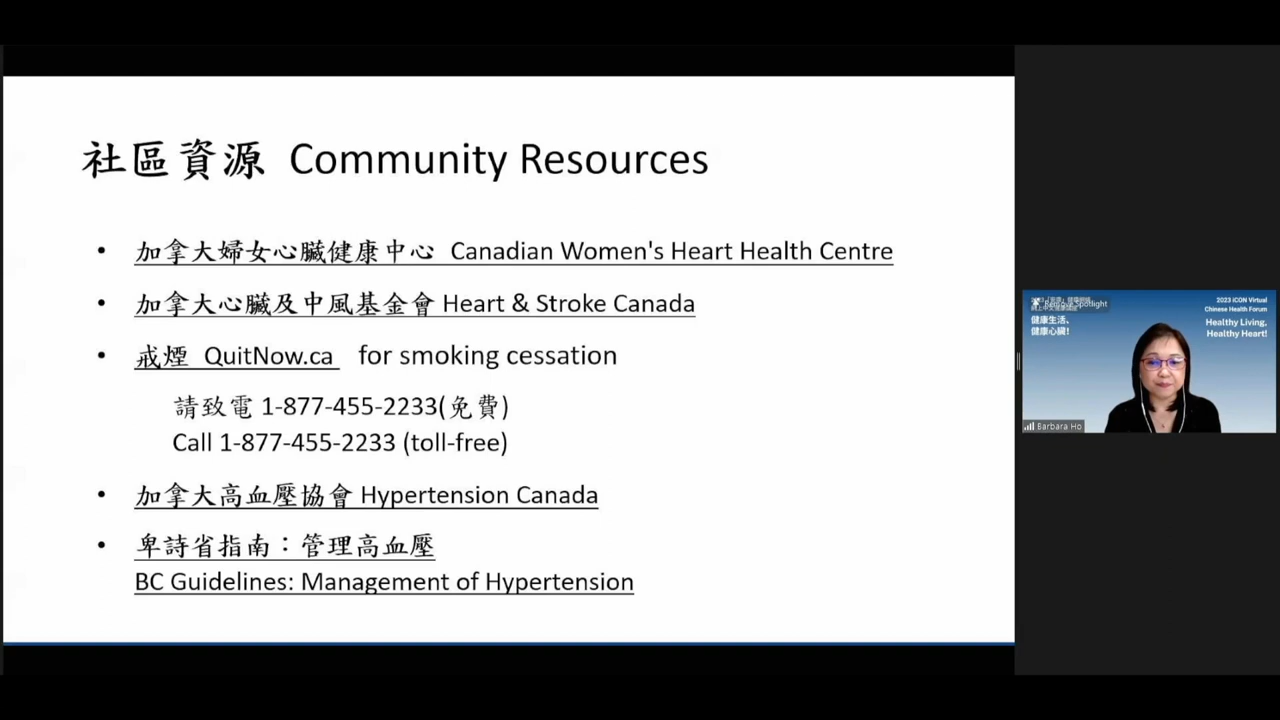 社區資源 Community Resources
• 加拿大婦女心臟健康中心 Canadian Women's Heart Health Centre
• 加拿大心臟及中風基金會 Heart & Stroke Canada
• 戒煙 QuitNow.ca for smoking cessation
請致電 1-877-455-2233(免費)
Call 1-877-455-2233 (toll-free)
• 加拿大高血壓協會 Hypertension Canada
• 卑詩省指南：管理高血壓
BC Guidelines: Management of Hypertension
Remove Spotlight
健康生活、
健康心臟!
2023 iCON Virtual
Chinese Health Forum
Healthy Living,
Healthy Heart!
Barbara Ho